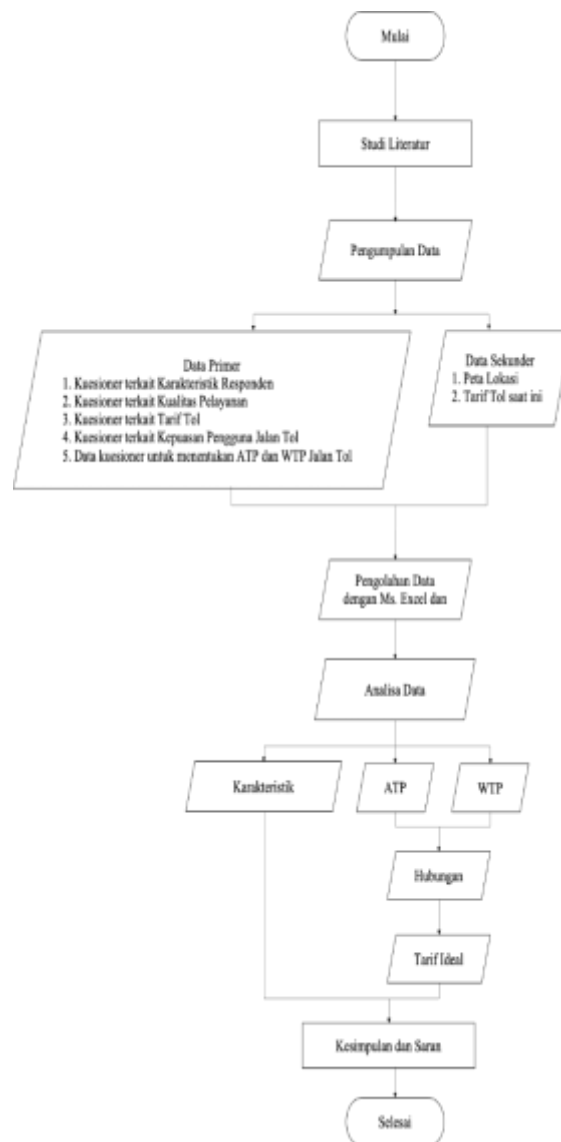 Mulai
Studi Literatur
Pengumpulan Data
Data Primer
1. Kuesioner terkait Karakteristik Responden
2. Kuesioner terkait Kualitas Pelayanan
3. Kuesioner terkait Tarif Tol
4. Kuesioner terkait Kepuasan Pengguna Jalan Tol
5. Data kuesioner untuk menentukan ATP dan WTP Jalan Tol
Data Sekunder
1. Peta Lokasi
2. Tarif Tol saat ini
Pengolahan Data
dengan Ms. Excel dan
Analisa Data
Karakteristik
ATP
WTP
Hubungan
Tarif Ideal
Kesimpulan dan Saran
Selesai